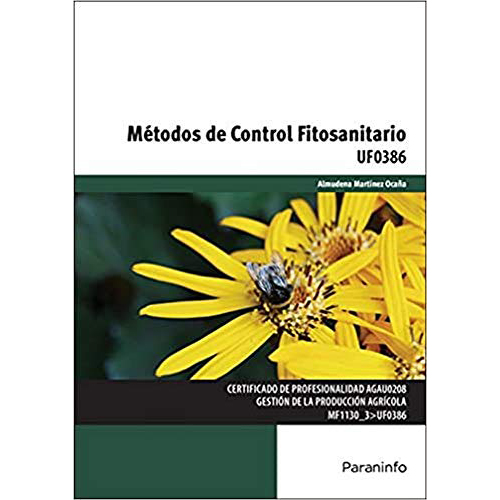 Métodos de Control Fitosanitario
UF0386
Almudena Martínez Ocaña
CERTIFICADO DE PROFESIONALIDAD AGAU0208
GESTIÓN DE LA PRODUCCIÓN AGRÍCOLA
MF1130_3>UF0386
Paraninfo